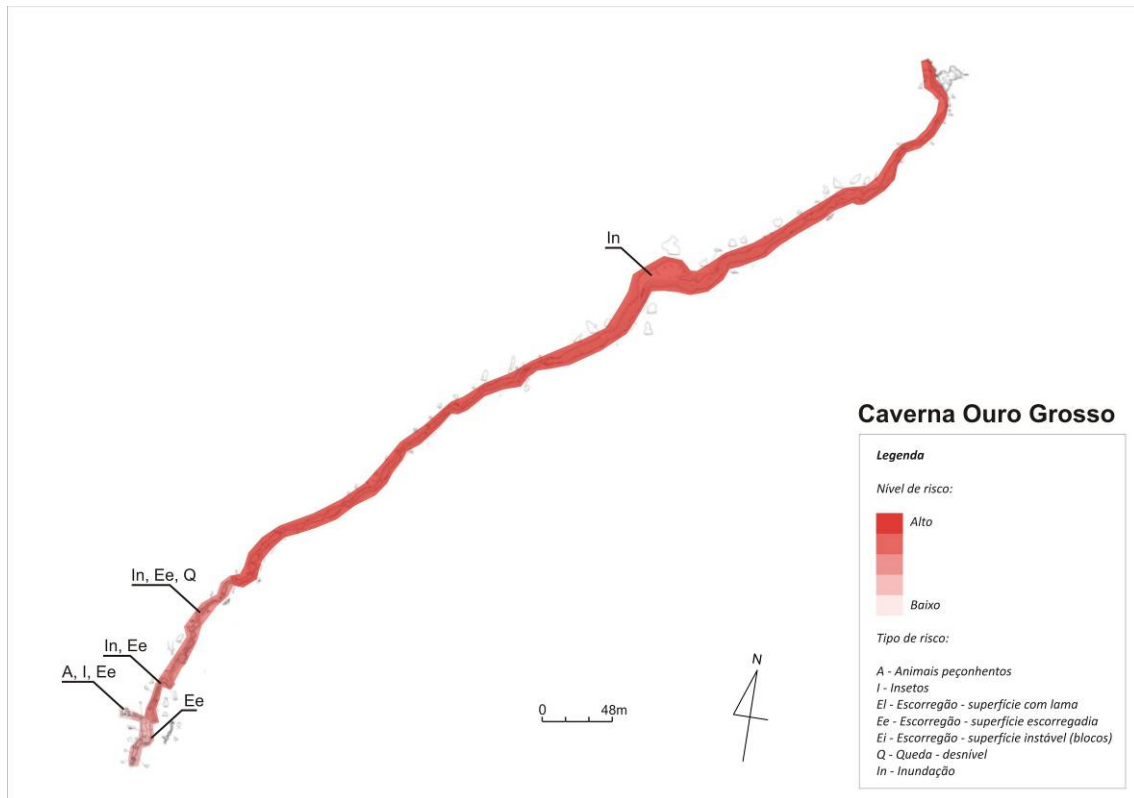 In
In, Ee, Q
In, Ee
A, I, Ee
Ee
N
0 48m
Caverna Ouro Grosso
Legenda
Nível de risco:
Alto
Baixo
Tipo de risco:
A - Animais peçonhentos
I - Insetos
El - Escorregão - superfície com lama
Ee - Escorregão - superfície escorregadia
Ei - Escorregão - superfície instável (blocos)
Q - Queda - desnível
In - Inundação